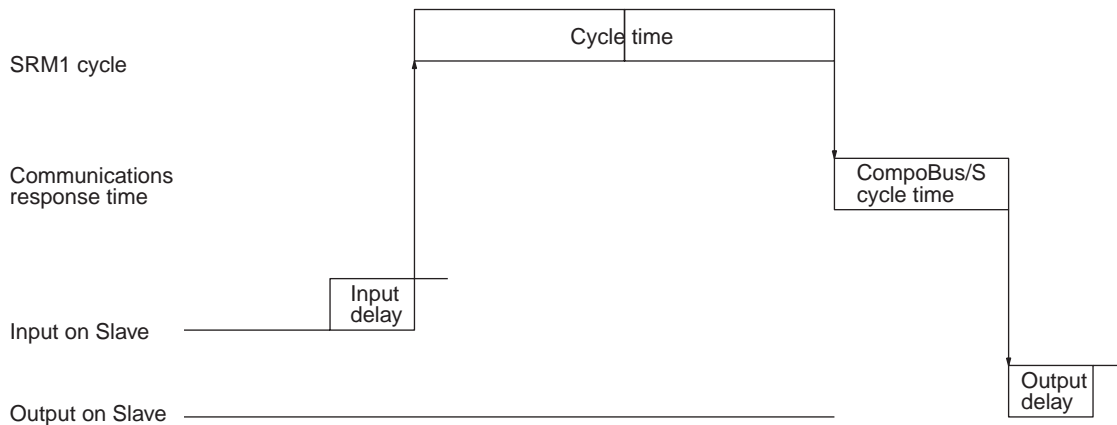 Cycle time
SRM1 cycle
Communications
response time
CompoBus/S
cycle time
Input
delay
Input on Slave
Output
delay
Output on Slave